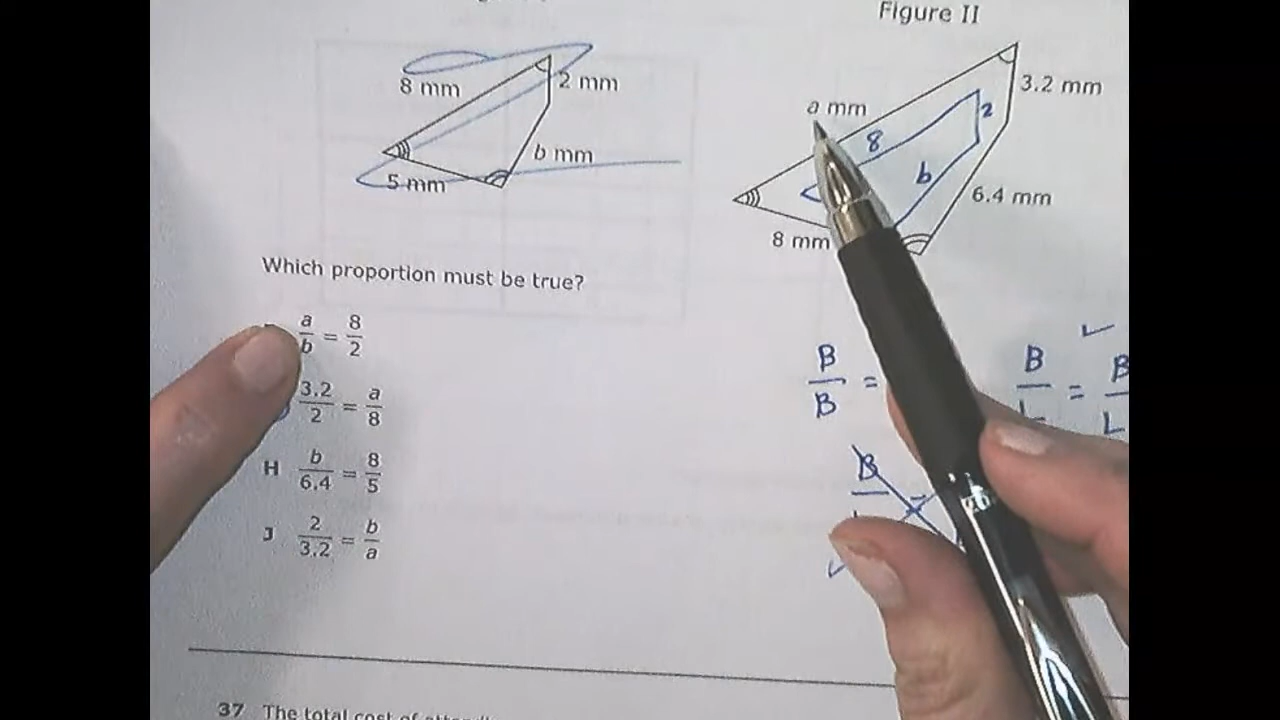 Figure II
8 mm
2 mm
b mm
5 mm
a mm
3.2 mm
8
2
b
6.4 mm
8 mm
Which proportion must be true?
a/b = 8/2
3.2/2 = a/8
H b/6.4 = 8/5
J 2/3.2 = b/a
B/B =
B/L = B/L
B
37 The total cost of